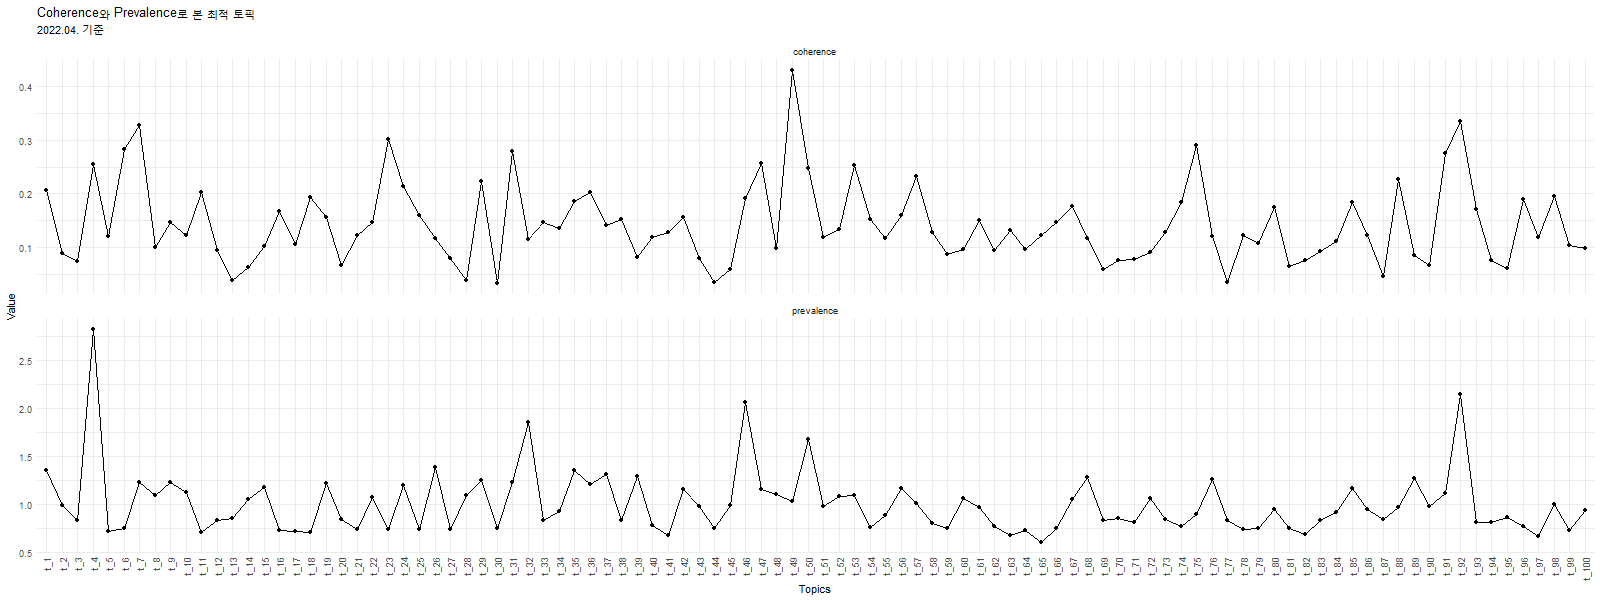 Coherence와 Prevalence로 본 최적 토픽
2022.04. 기준
coherence
0.4
0.3
0.2
0.1
Value
prevalence
2.5
2.0
1.5
1.0
0.5
t_1 t_2 t_3 t_4 t_5 t_6 t_7 t_8 t_9 t_10 t_11 t_12 t_13 t_14 t_15 t_16 t_17 t_18 t_19 t_20 t_21 t_22 t_23 t_24 t_25 t_26 t_27 t_28 t_29 t_30 t_31 t_32 t_33 t_34 t_35 t_36 t_37 t_38 t_39 t_40 t_41 t_42 t_43 t_44 t_45 t_46 t_47 t_48 t_49 t_50 t_51 t_52 t_53 t_54 t_55 t_56 t_57 t_58 t_59 t_60 t_61 t_62 t_63 t_64 t_65 t_66 t_67 t_68 t_69 t_70 t_71 t_72 t_73 t_74 t_75 t_76 t_77 t_78 t_79 t_80 t_81 t_82 t_83 t_84 t_85 t_86 t_87 t_88 t_89 t_90 t_91 t_92 t_93 t_94 t_95 t_96 t_97 t_98 t_99 t_100
Topics